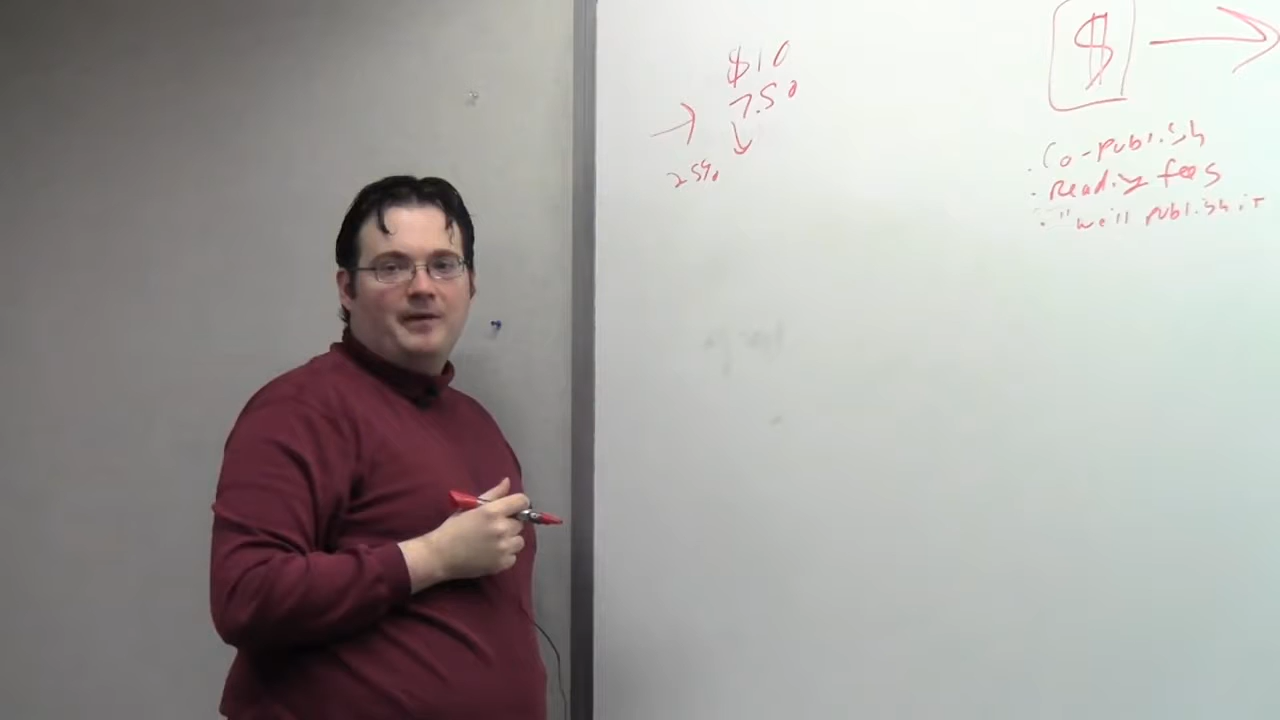 $10
7.50
25%
$
. Co-publish
. Reading fees
. "we'll publish it